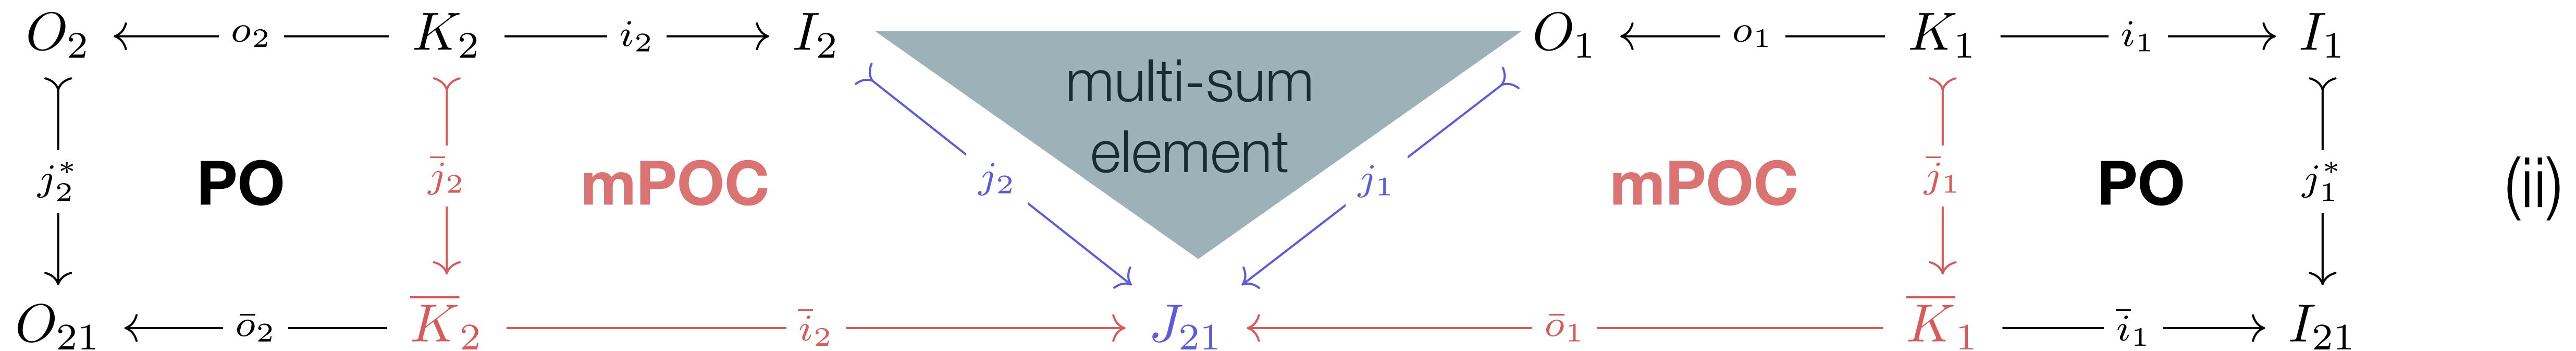 O₂ o₂ K₂ i₂ I₂ O₁ o₁ K₁ i₁ I₁
multi-sum
element
j₂* PO j̄₂ mPOC j₂ j₁ mPOC j̄₁ PO j₁* (ii)
O₂₁ ō₂ K̅₂ ī₂ J₂₁ ō₁ K̅₁ ī₁ I₂₁